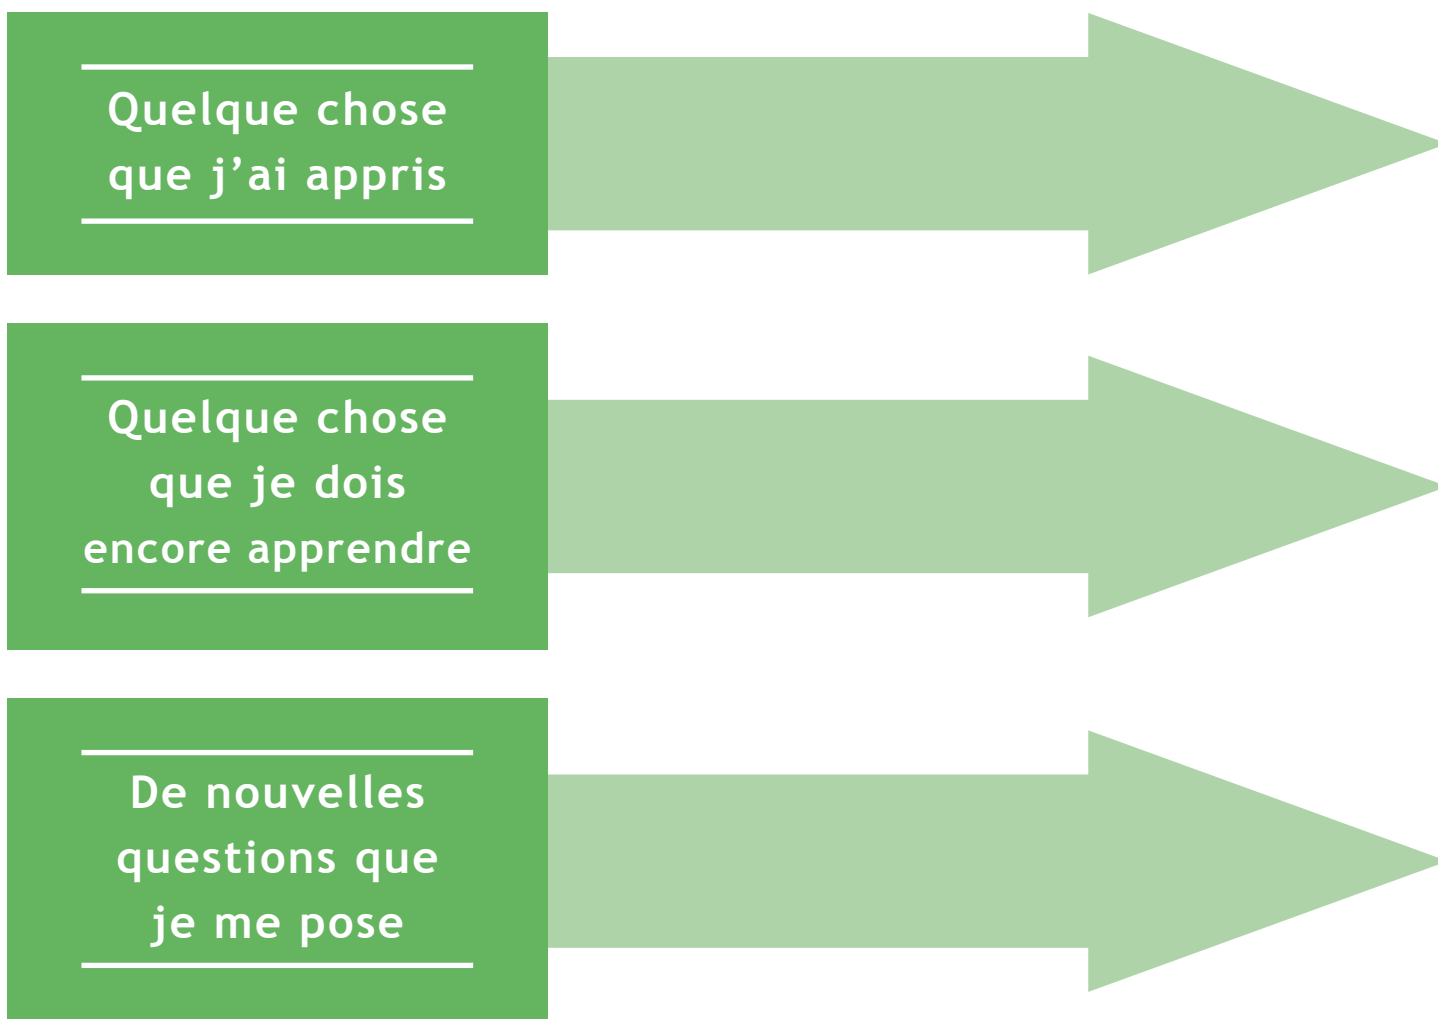 Quelque chose
que j’ai appris
Quelque chose
que je dois
encore apprendre
De nouvelles
questions que
je me pose